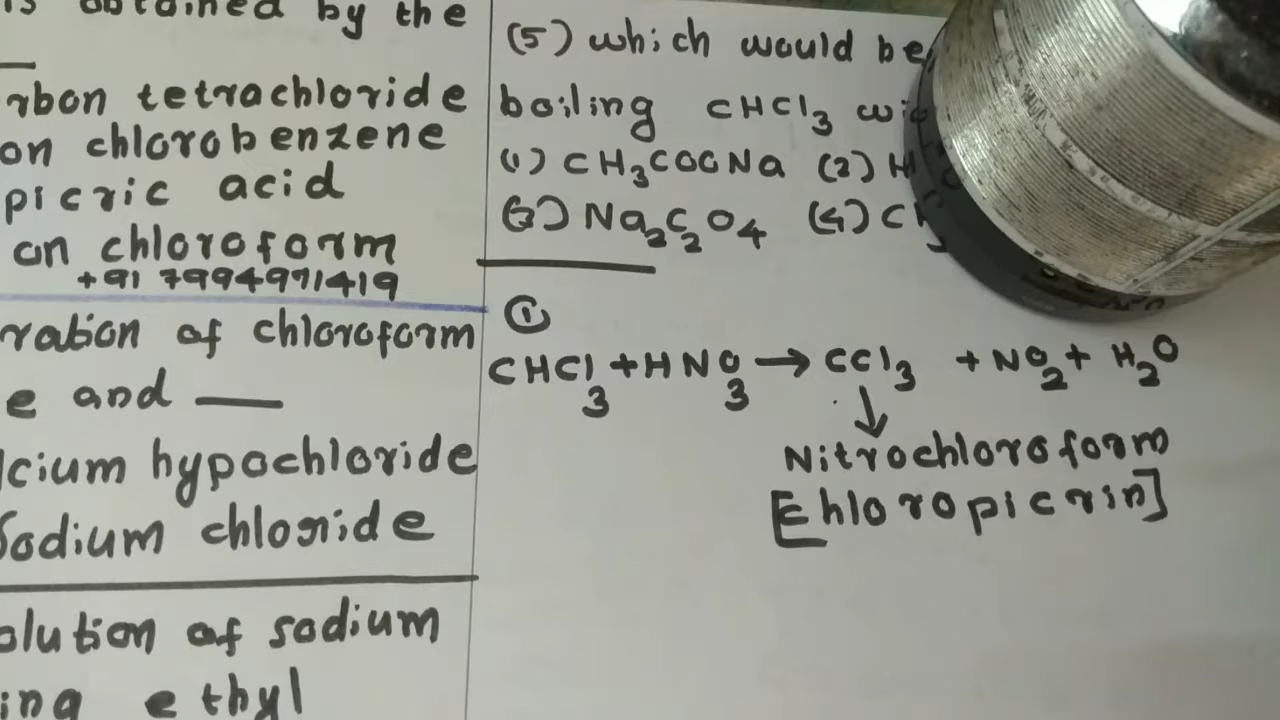 is obtained by the
rbon tetrachloride
on chlorobenzene
picric acid
on chloroform
+91 7994971419
ration of chloroform
e and
lcium hypochloride
Sodium chloride
olution of sodium
ing ethyl
(5) which would be
boiling CHCl3
(1) CH3COONa (2) H
(3) Na2C2O4 (4) C
①
CHCl3 + HNO3 → CCl3 + NO2 + H2O
↓
Nitrochloroform
[Chloropicrin]